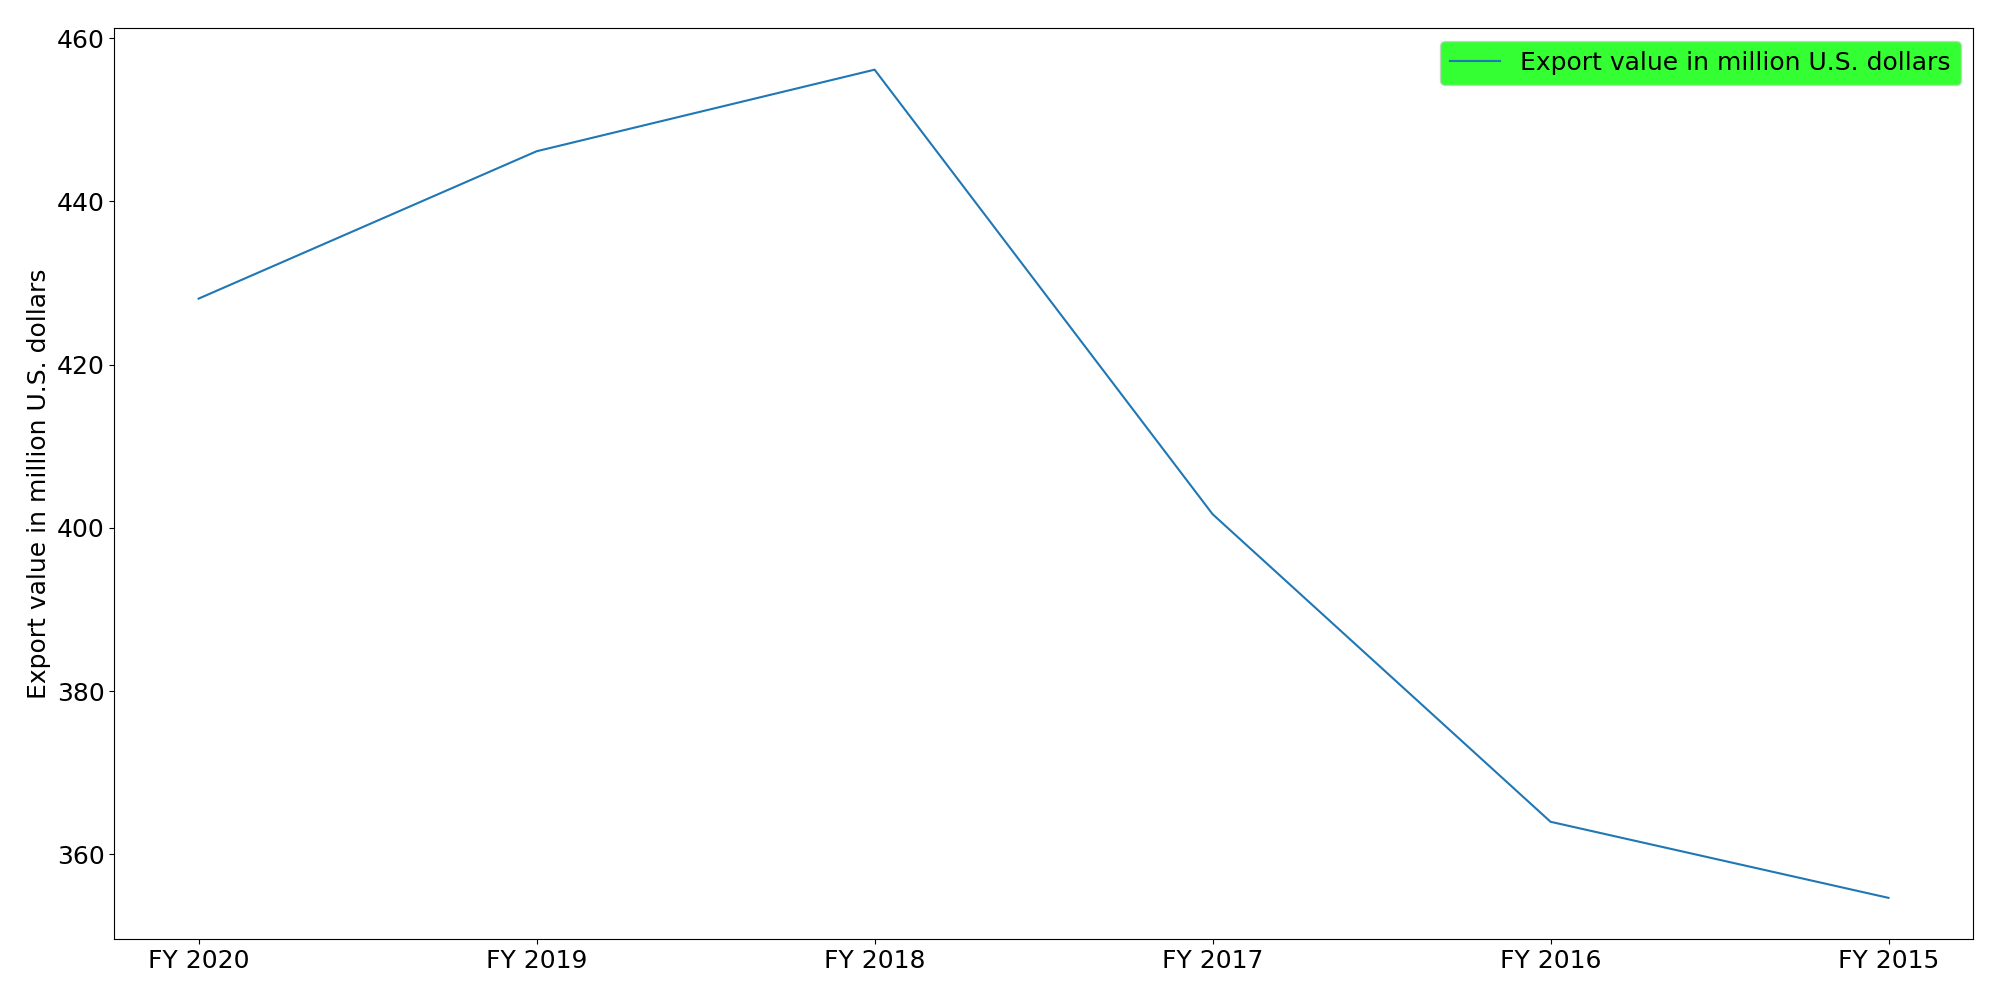 Export value in million U.S. dollars
460
440
420
400
380
360
Export value in million U.S. dollars
FY 2020
FY 2019
FY 2018
FY 2017
FY 2016
FY 2015